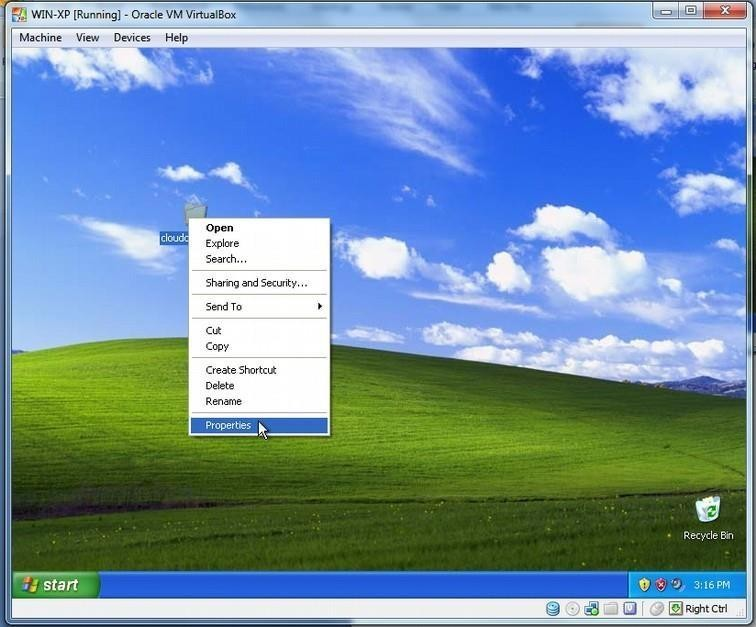 WIN-XP [Running] - Oracle VM VirtualBox
Machine View Devices Help
Open
cloudc
Explore
Search...
Sharing and Security...
Send To
Cut
Copy
Create Shortcut
Delete
Rename
Properties
Recycle Bin
start
3:16 PM
Right Ctrl